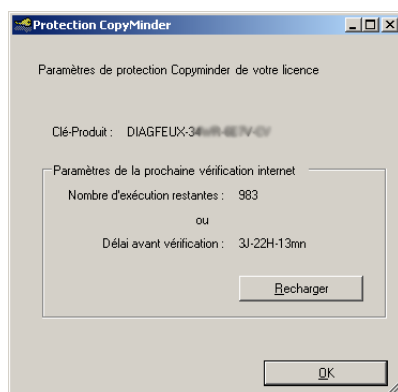 Protection CopyMinder
Paramètres de protection Copyminder de votre licence
Clé-Produit : DIAGFEUX-34
Paramètres de la prochaine vérification internet
Nombre d'exécution restantes : 983
ou
Délai avant vérification : 3J-22H-13mn
Recharger
OK